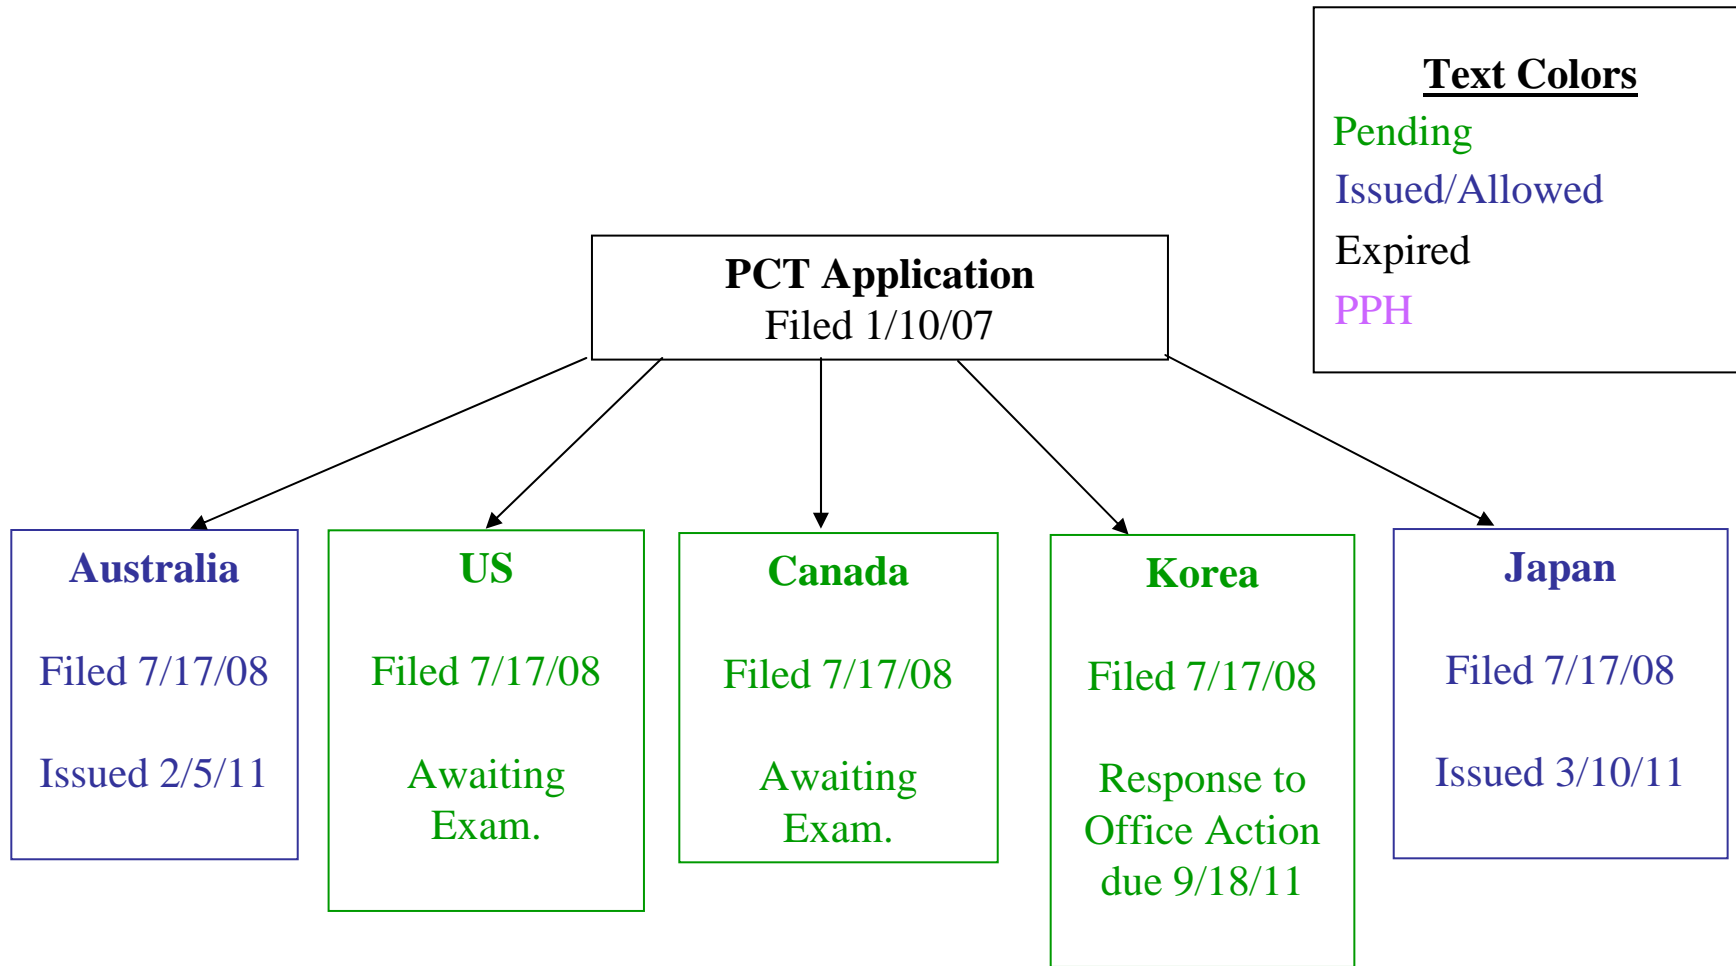 Text Colors
Pending
Issued/Allowed
Expired
PPH
PCT Application
Filed 1/10/07
Australia
Filed 7/17/08
Issued 2/5/11
US
Filed 7/17/08
Awaiting
Exam.
Canada
Filed 7/17/08
Awaiting
Exam.
Korea
Filed 7/17/08
Response to
Office Action
due 9/18/11
Japan
Filed 7/17/08
Issued 3/10/11